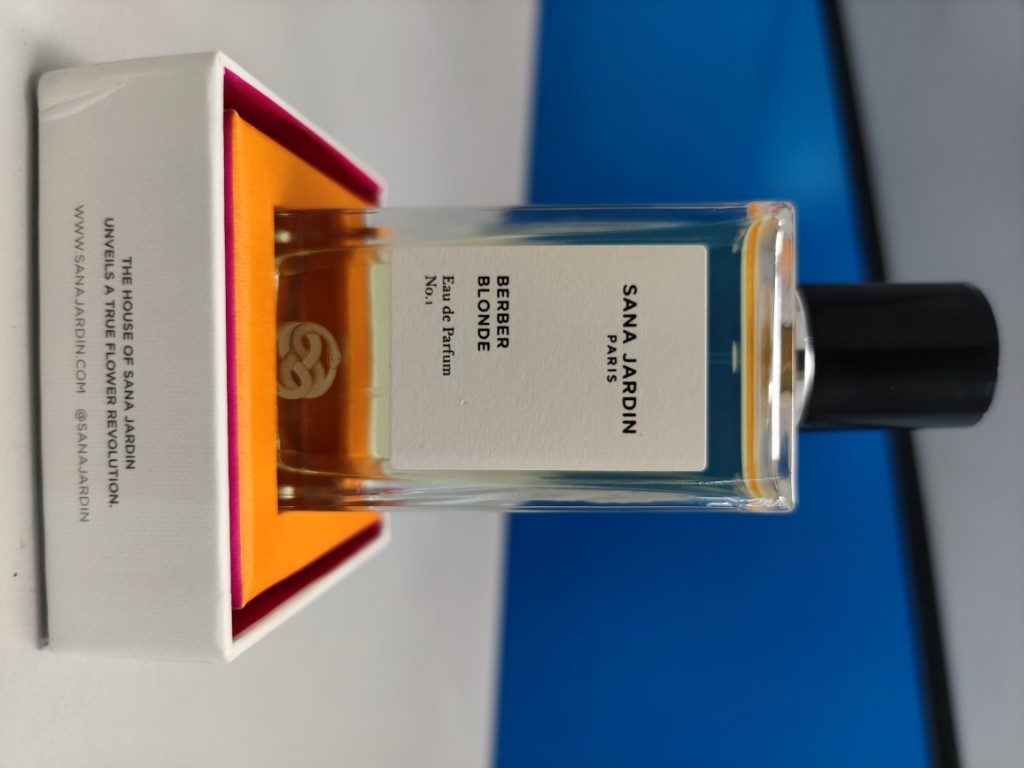 SANA JARDIN
PARIS
BERBER
BLONDE
Eau de Parfum
No.1
THE HOUSE OF SANA JARDIN
UNVEILS A TRUE FLOWER REVOLUTION.
WWW.SANAJARDIN.COM @SANAJARDIN